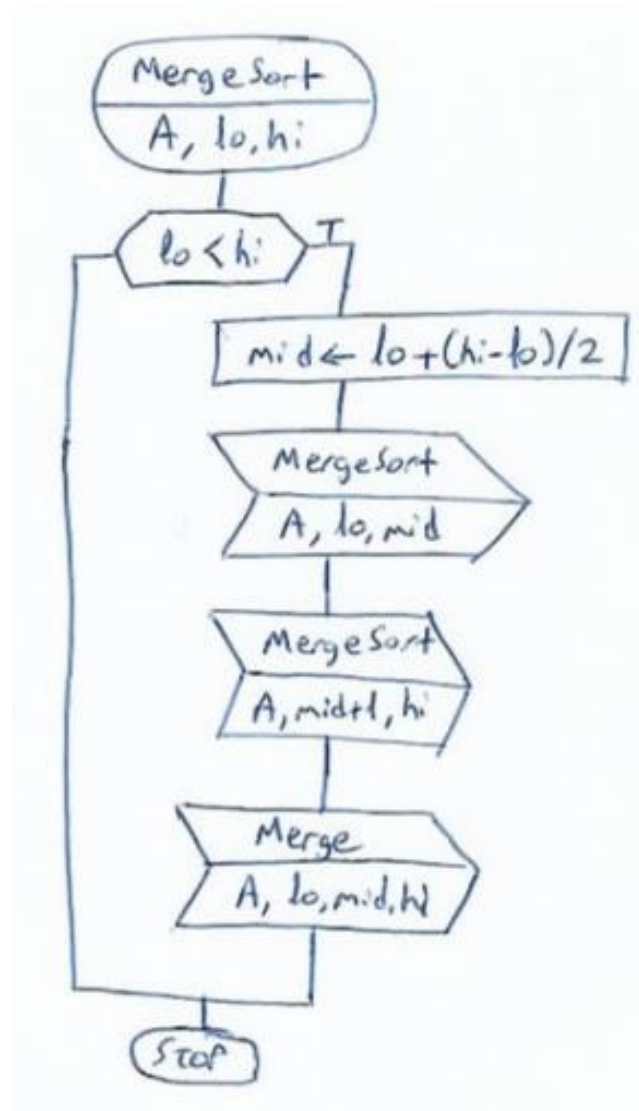 MergeSort
A, lo, hi
lo < hi
T
mid ← lo + (hi - lo) / 2
MergeSort
A, lo, mid
MergeSort
A, mid+1, hi
Merge
A, lo, mid, hi
STOP